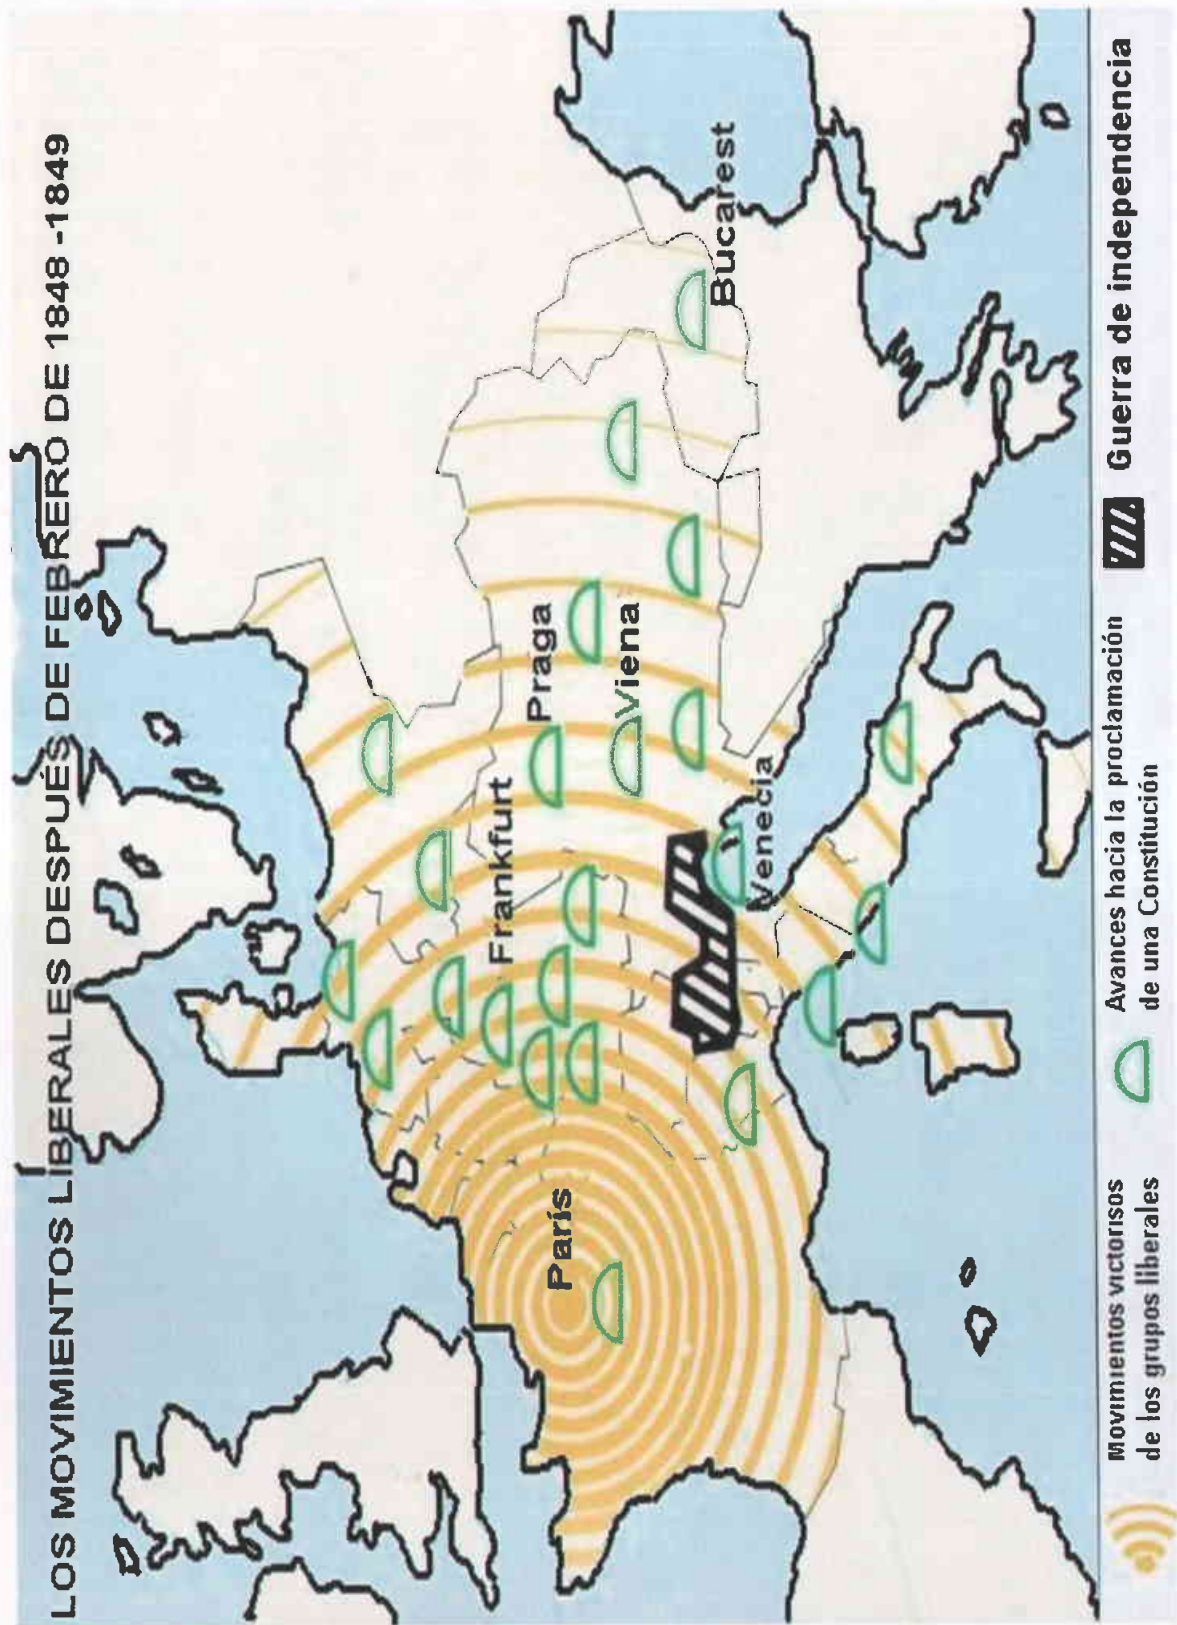 LOS MOVIMIENTOS LIBERALES DESPUÉS DE FEBRERO DE 1848-1849
París
Frankfurt
Praga
Viena
Venecia
Bucarest
Movimientos victorisos
de los grupos liberales
Avances hacia la proclamación
de una Constitución
Guerra de independencia